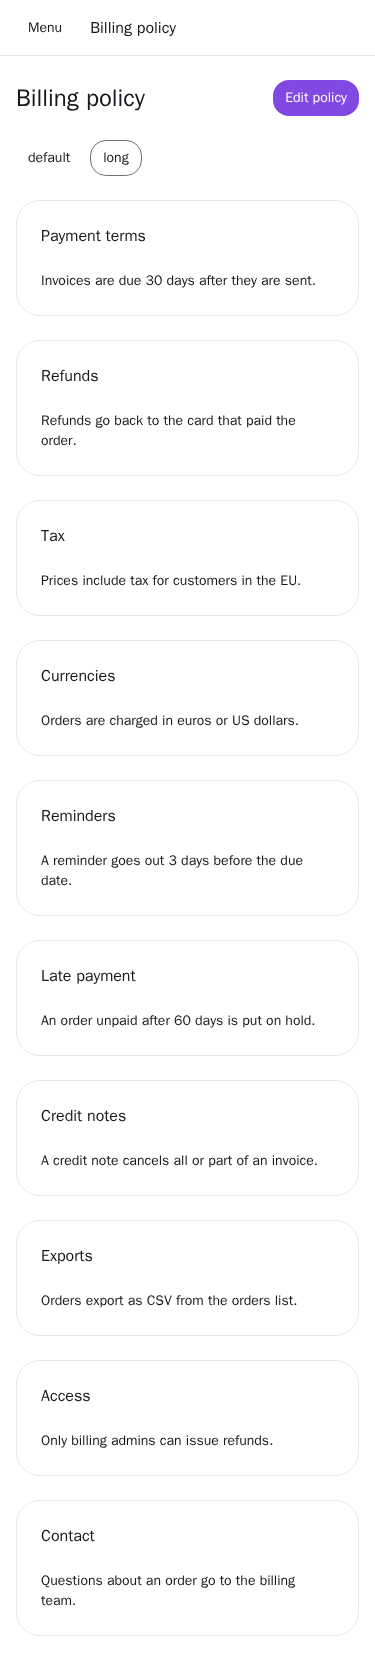 Menu Billing policy
Billing policy
Edit policy
default long
Payment terms
Invoices are due 30 days after they are sent.
Refunds
Refunds go back to the card that paid the
order.
Tax
Prices include tax for customers in the EU.
Currencies
Orders are charged in euros or US dollars.
Reminders
A reminder goes out 3 days before the due
date.
Late payment
An order unpaid after 60 days is put on hold.
Credit notes
A credit note cancels all or part of an invoice.
Exports
Orders export as CSV from the orders list.
Access
Only billing admins can issue refunds.
Contact
Questions about an order go to the billing
team.